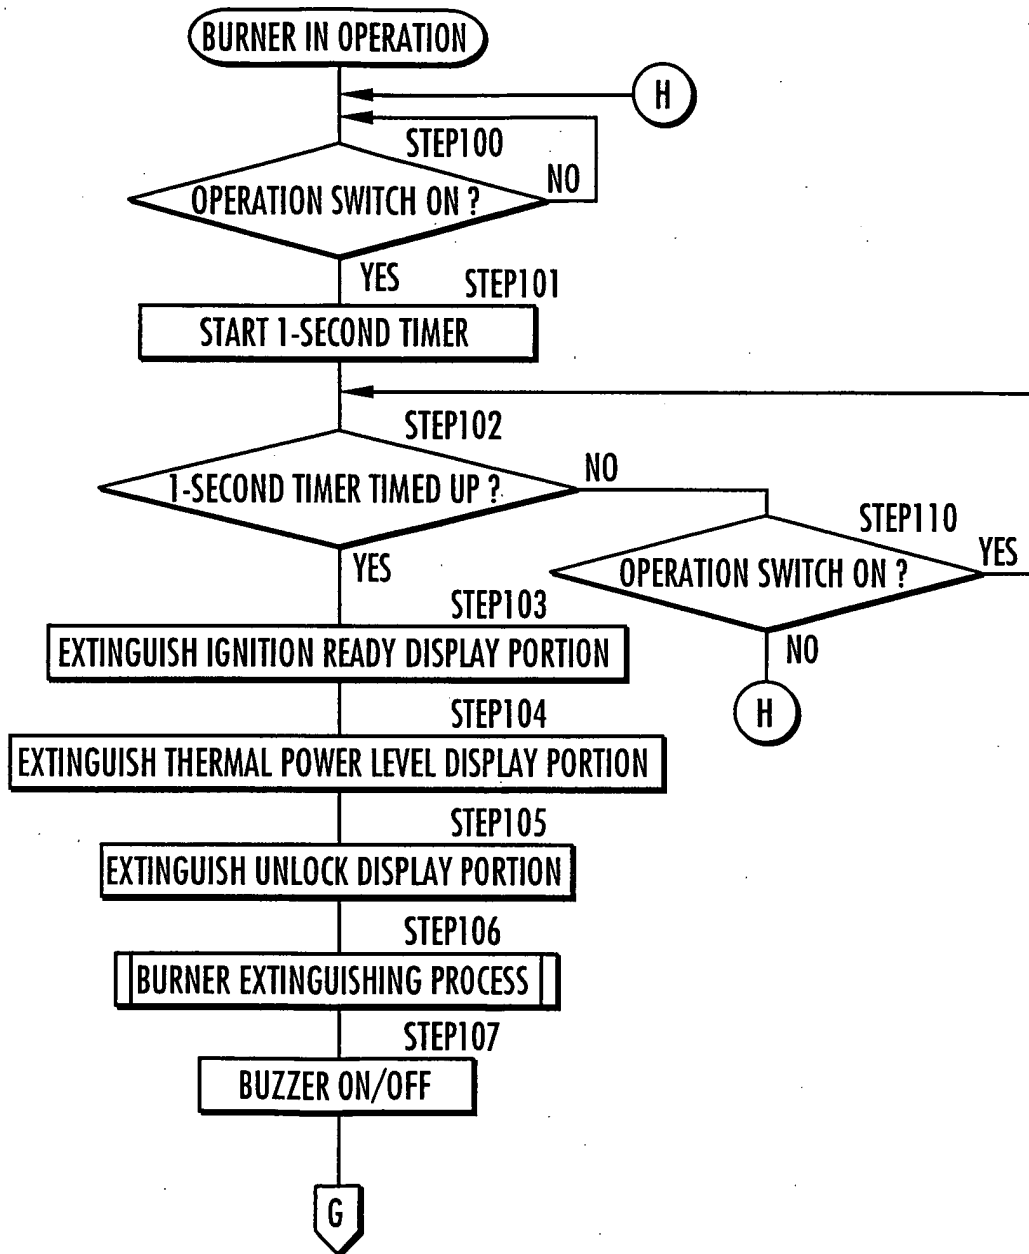 BURNER IN OPERATION
H
STEP100
OPERATION SWITCH ON ?
NO
YES
STEP101
START 1-SECOND TIMER
STEP102
1-SECOND TIMER TIMED UP ?
NO
STEP110
OPERATION SWITCH ON ?
YES
NO
H
YES
STEP103
EXTINGUISH IGNITION READY DISPLAY PORTION
STEP104
EXTINGUISH THERMAL POWER LEVEL DISPLAY PORTION
STEP105
EXTINGUISH UNLOCK DISPLAY PORTION
STEP106
BURNER EXTINGUISHING PROCESS
STEP107
BUZZER ON/OFF
G